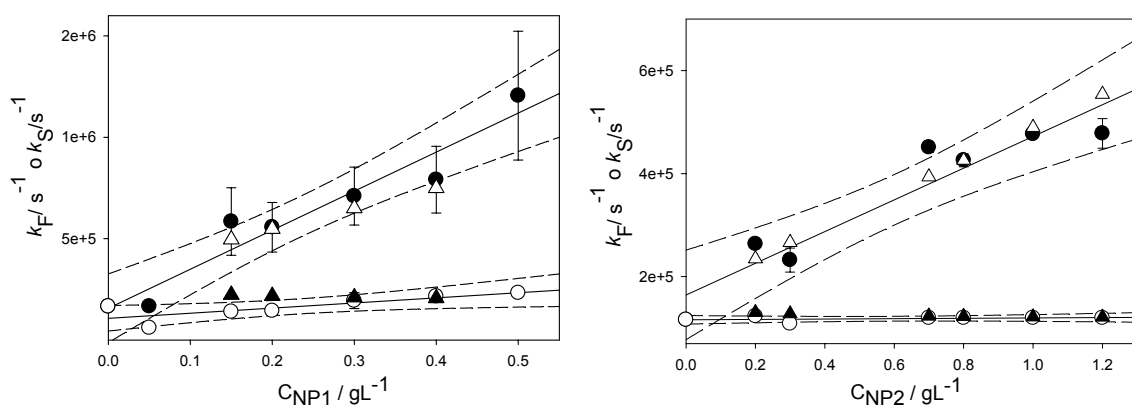 2e+6
1e+6
5e+5
k_F/ s⁻¹ o k_S/s⁻¹
0.0 0.1 0.2 0.3 0.4 0.5
C_NP1 / gL⁻¹
6e+5
4e+5
2e+5
k_F/ s⁻¹ o k_S/s⁻¹
0.0 0.2 0.4 0.6 0.8 1.0 1.2
C_NP2 / gL⁻¹